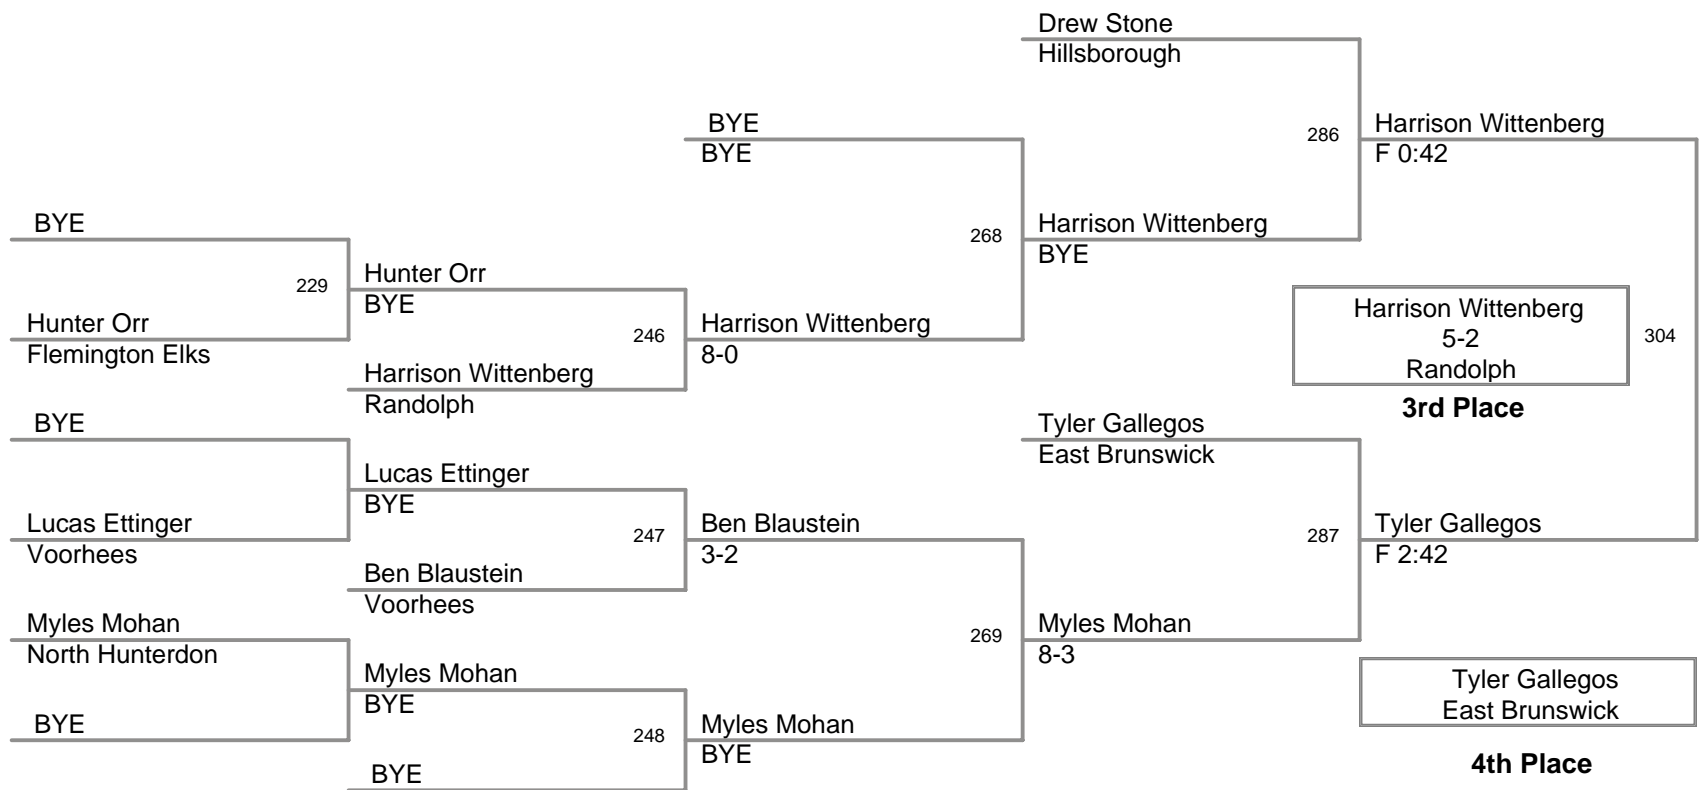 Drew Stone
Hillsborough
BYE
BYE
286
Harrison Wittenberg
F 0:42
BYE
268
Harrison Wittenberg
BYE
229
Hunter Orr
BYE
Hunter Orr
Flemington Elks
246
Harrison Wittenberg
8-0
Harrison Wittenberg
5-2
Randolph
304
3rd Place
Harrison Wittenberg
Randolph
BYE
Tyler Gallegos
East Brunswick
Lucas Ettinger
BYE
Lucas Ettinger
Voorhees
247
Ben Blaustein
3-2
287
Tyler Gallegos
F 2:42
Ben Blaustein
Voorhees
Myles Mohan
North Hunterdon
269
Myles Mohan
8-3
Myles Mohan
BYE
Tyler Gallegos
East Brunswick
BYE
248
Myles Mohan
BYE
4th Place
BYE